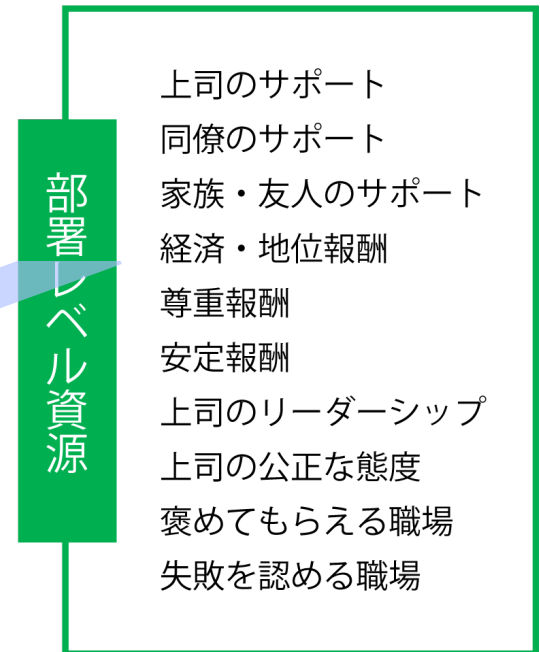 部署レベル資源
上司のサポート
同僚のサポート
家族・友人のサポート
経済・地位報酬
尊重報酬
安定報酬
上司のリーダーシップ
上司の公正な態度
褒めてもらえる職場
失敗を認める職場